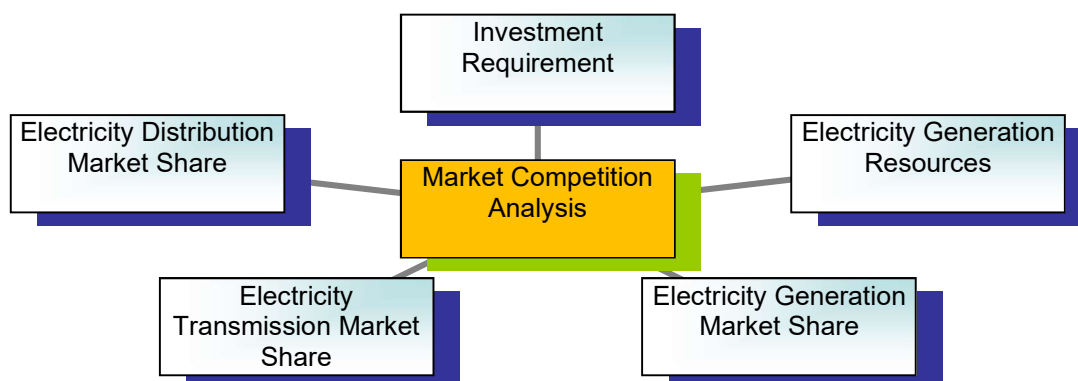 Investment
Requirement
Electricity Distribution
Market Share
Electricity Generation
Resources
Market Competition
Analysis
Electricity
Transmission Market
Share
Electricity Generation
Market Share